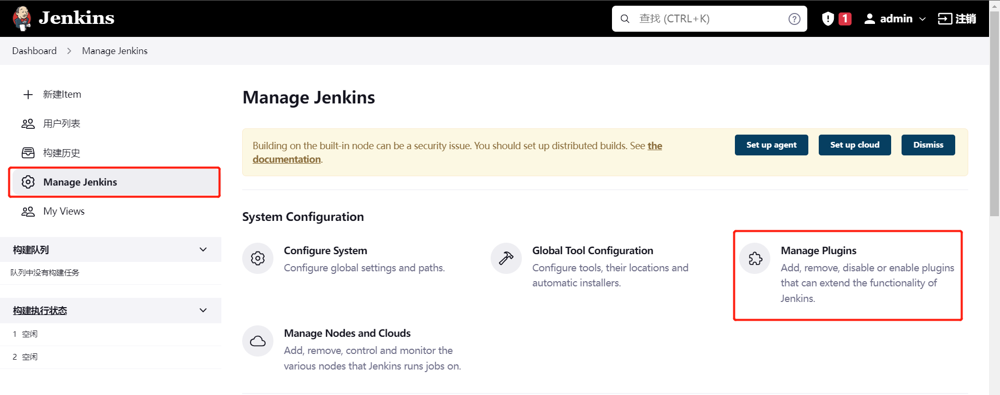 Jenkins
查找 (CTRL+K)
1
admin
注销
Dashboard
Manage Jenkins
新建Item
用户列表
构建历史
Manage Jenkins
My Views
构建队列
队列中没有构建任务
构建执行状态
1 空闲
2 空闲
Manage Jenkins
Building on the built-in node can be a security issue. You should set up distributed builds. See the
documentation.
Set up agent
Set up cloud
Dismiss
System Configuration
Configure System
Configure global settings and paths.
Global Tool Configuration
Configure tools, their locations and
automatic installers.
Manage Plugins
Add, remove, disable or enable plugins
that can extend the functionality of
Jenkins.
Manage Nodes and Clouds
Add, remove, control and monitor the
various nodes that Jenkins runs jobs on.